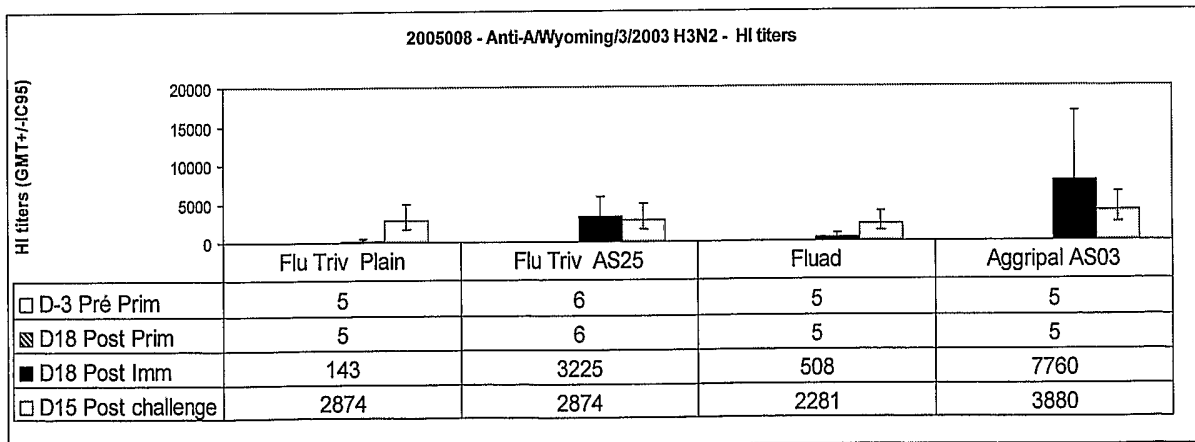 2005008 - Anti-A/Wyoming/3/2003 H3N2 - HI titers
HI titers (GMT+/-IC95)
20000
15000
10000
5000
0
Flu Triv Plain Flu Triv AS25 Fluad Aggripal AS03
D-3 Pré Prim 5 6 5 5
D18 Post Prim 5 6 5 5
D18 Post Imm 143 3225 508 7760
D15 Post challenge 2874 2874 2281 3880